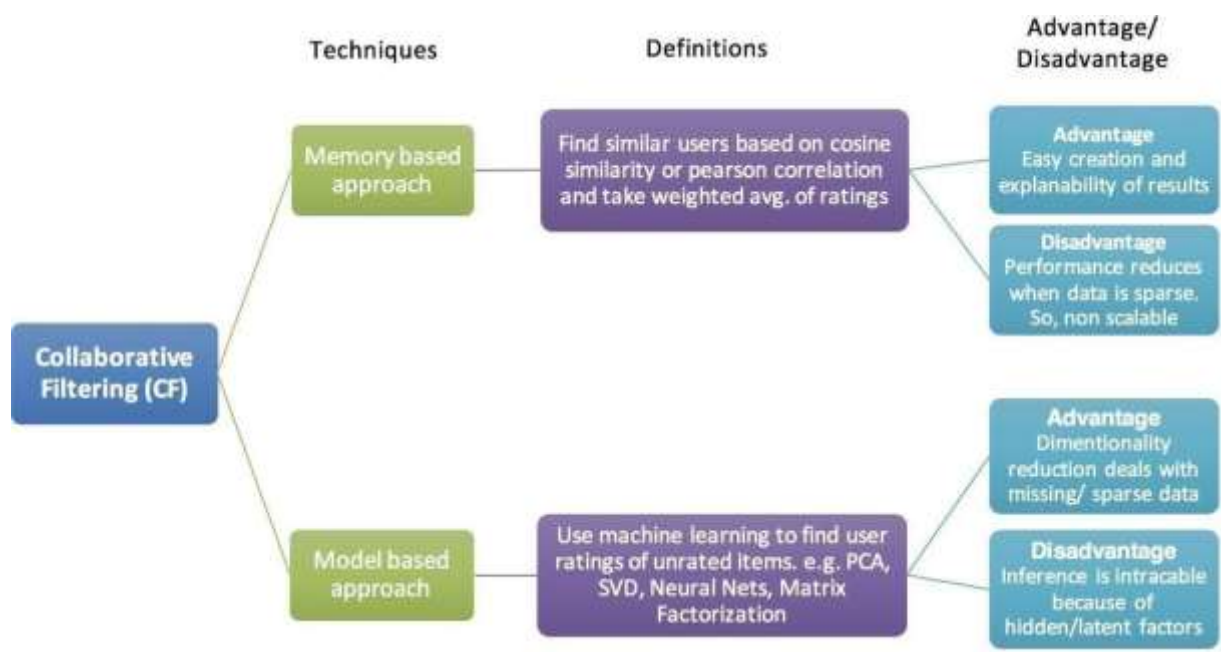 Techniques
Definitions
Advantage/
Disadvantage
Collaborative
Filtering (CF)
Memory based
approach
Find similar users based on cosine
similarity or pearson correlation
and take weighted avg. of ratings
Advantage
Easy creation and
explanability of results
Disadvantage
Performance reduces
when data is sparse.
So, non scalable
Model based
approach
Use machine learning to find user
ratings of unrated items. e.g. PCA,
SVD, Neural Nets, Matrix
Factorization
Advantage
Dimentionality
reduction deals with
missing/ sparse data
Disadvantage
Inference is intracable
because of
hidden/latent factors